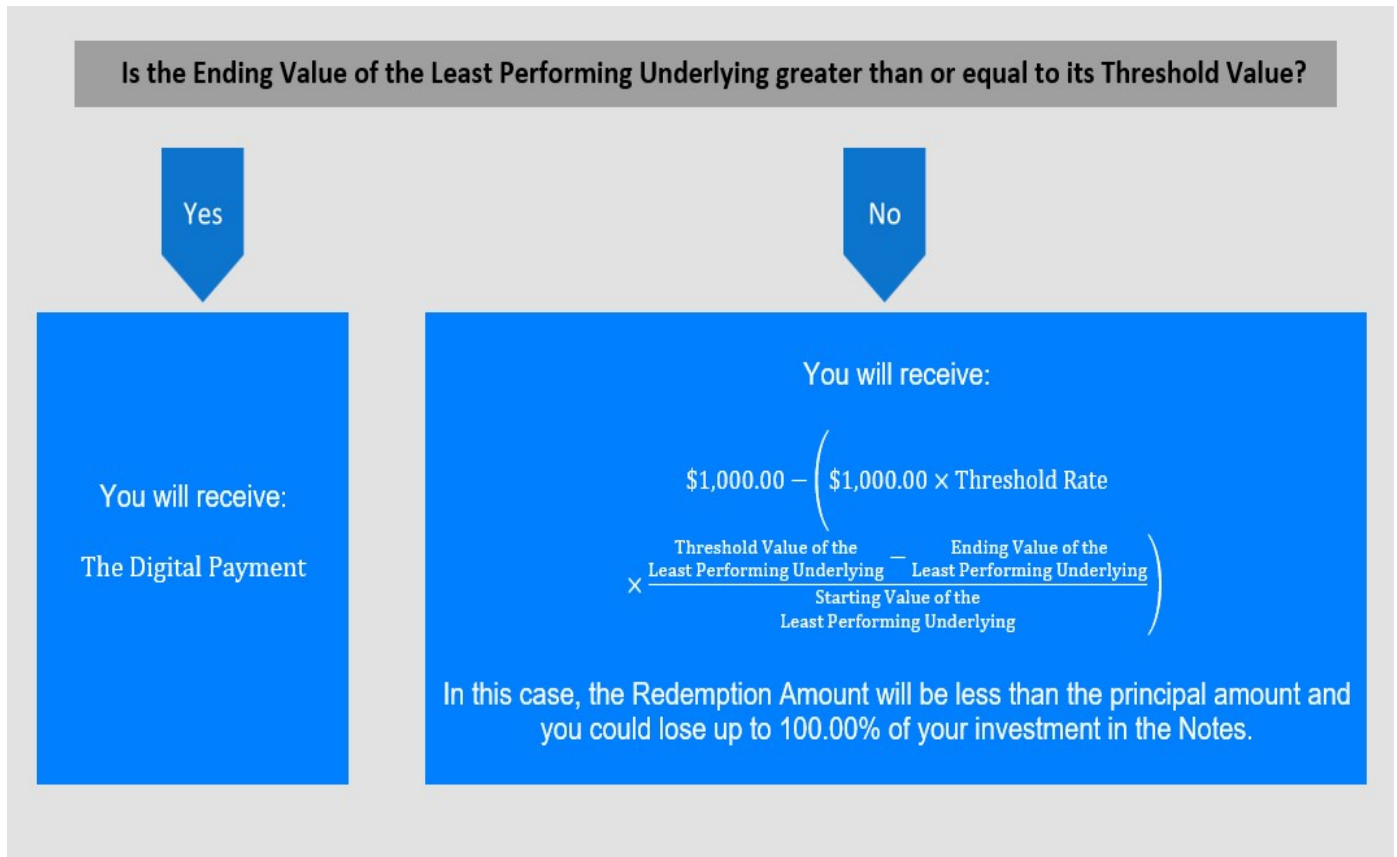 Is the Ending Value of the Least Performing Underlying greater than or equal to its Threshold Value?
Yes
No
You will receive:
The Digital Payment
You will receive:
$1,000.00 − ($1,000.00 × Threshold Rate
× Threshold Value of the Least Performing Underlying − Ending Value of the Least Performing Underlying
Starting Value of the
Least Performing Underlying)
In this case, the Redemption Amount will be less than the principal amount and
you could lose up to 100.00% of your investment in the Notes.